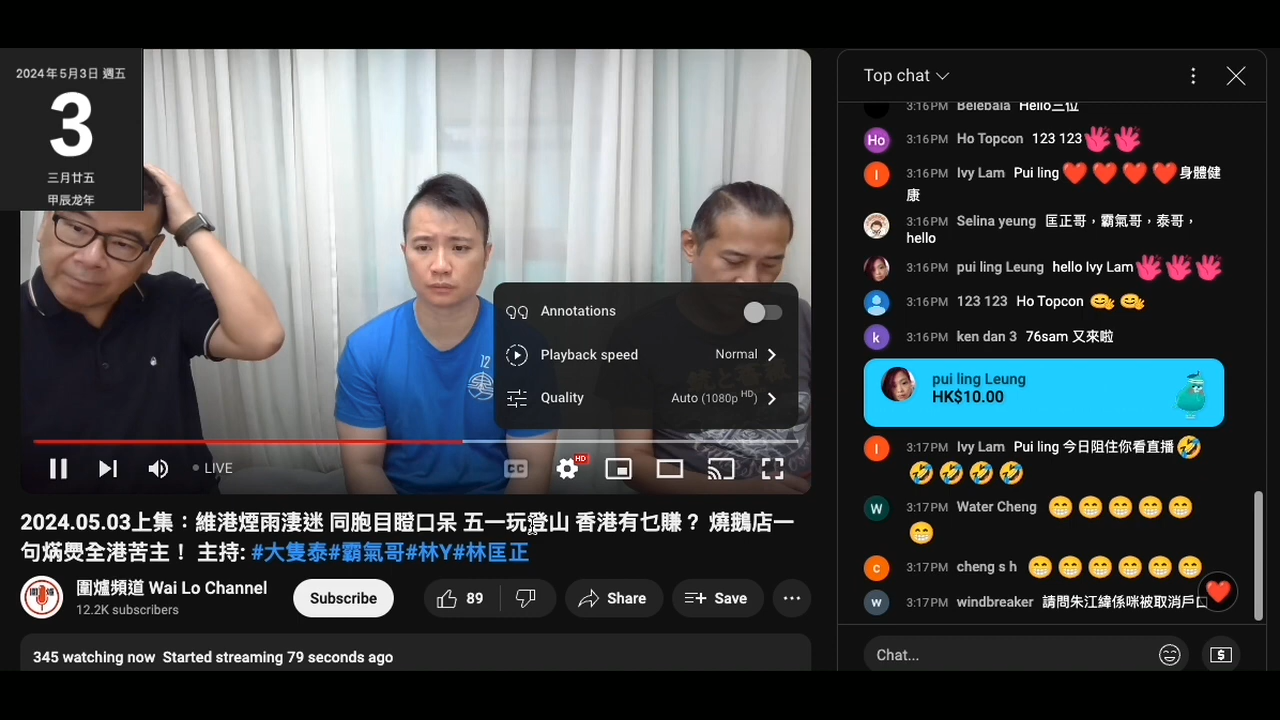 2024年5月3日 週五
3
三月廿五
甲辰龙年
12
Annotations
Playback speed
Normal
Quality
Auto (1080p HD)
LIVE
CC
HD
2024.05.03上集：維港煙雨淒迷 同胞目瞪口呆 五一玩登山 香港有乜賺？ 燒鵝店一
句焫爂全港苦主！ 主持: #大隻泰#霸氣哥#林Y#林匡正
圍爐頻道 Wai Lo Channel
12.2K subscribers
Subscribe
89
Share
Save
345 watching now Started streaming 79 seconds ago
Top chat
3:16PM Belebala Hello三位
Ho
3:16PM Ho Topcon 123 123
I
3:16PM Ivy Lam Pui ling ❤️❤️❤️❤️身體健
康
3:16PM Selina yeung 匡正哥，霸氣哥，泰哥，
hello
3:16PM pui ling Leung hello Ivy Lam
3:16PM 123 123 Ho Topcon
k
3:16PM ken dan 3 76sam 又來啦
pui ling Leung
HK$10.00
I
3:17PM Ivy Lam Pui ling 今日阻住你看直播🤣
🤣🤣🤣🤣
W
3:17PM Water Cheng 😁😁😁😁😁
😁
c
3:17PM cheng s h 😁😁😁😁😁😁
w
3:17PM windbreaker 請問朱江緯係咪被取消戶口
Chat...